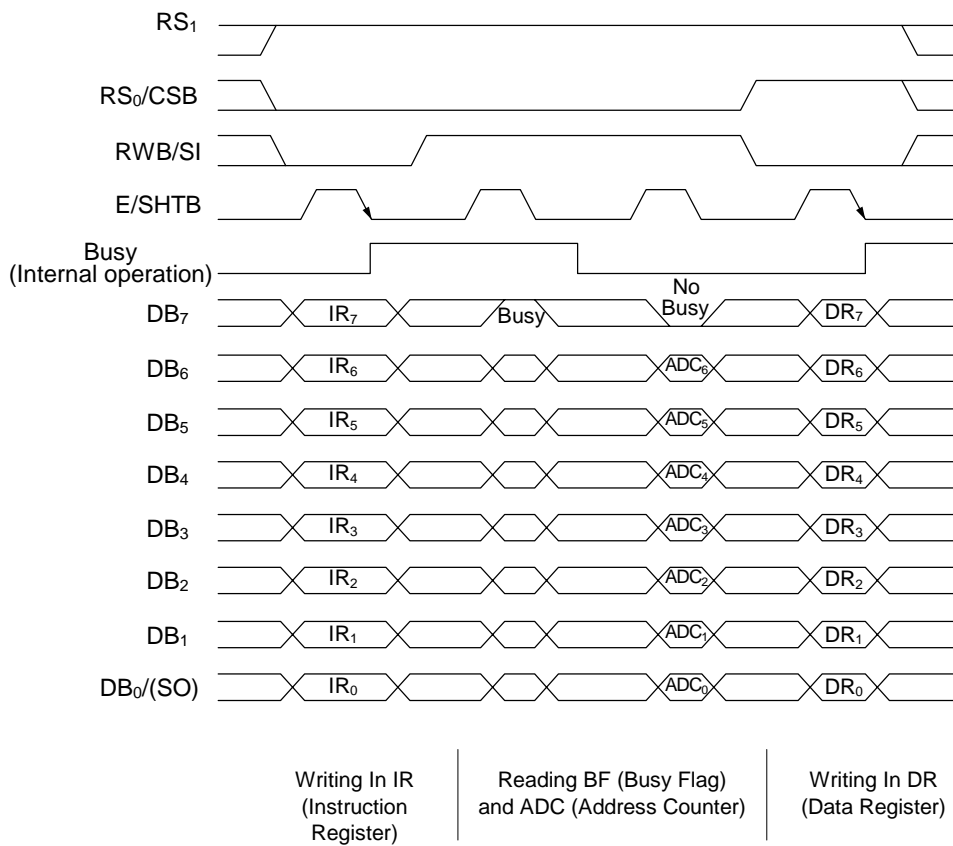 RS1
RS0/CSB
RWB/SI
E/SHTB
Busy
(Internal operation)
No
Busy
DB7 IR7 Busy DR7
DB6 IR6 ADC6 DR6
DB5 IR5 ADC5 DR5
DB4 IR4 ADC4 DR4
DB3 IR3 ADC3 DR3
DB2 IR2 ADC2 DR2
DB1 IR1 ADC1 DR1
DB0/(SO) IR0 ADC0 DR0
Writing In IR
(Instruction
Register)
Reading BF (Busy Flag)
and ADC (Address Counter)
Writing In DR
(Data Register)